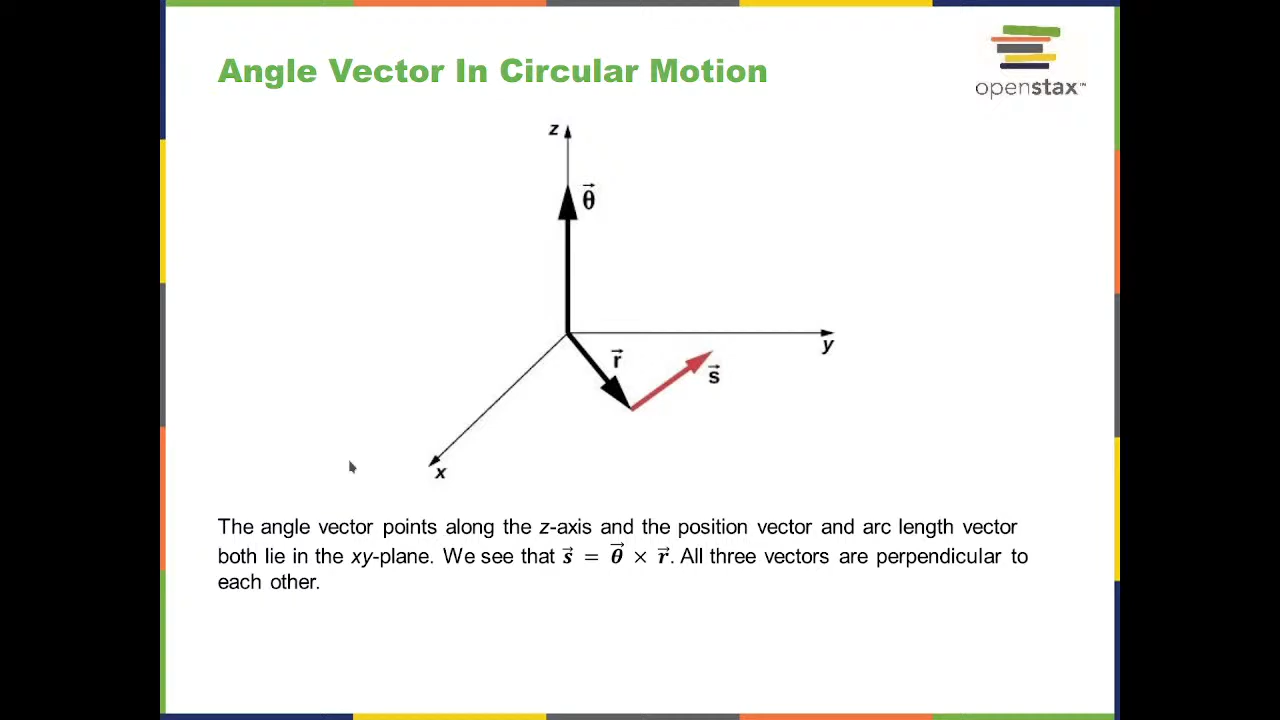 Angle Vector In Circular Motion
openstax™
z
θ⃗
r⃗
y
s⃗
x
The angle vector points along the z-axis and the position vector and arc length vector
both lie in the xy-plane. We see that s⃗ = θ⃗ × r⃗. All three vectors are perpendicular to
each other.